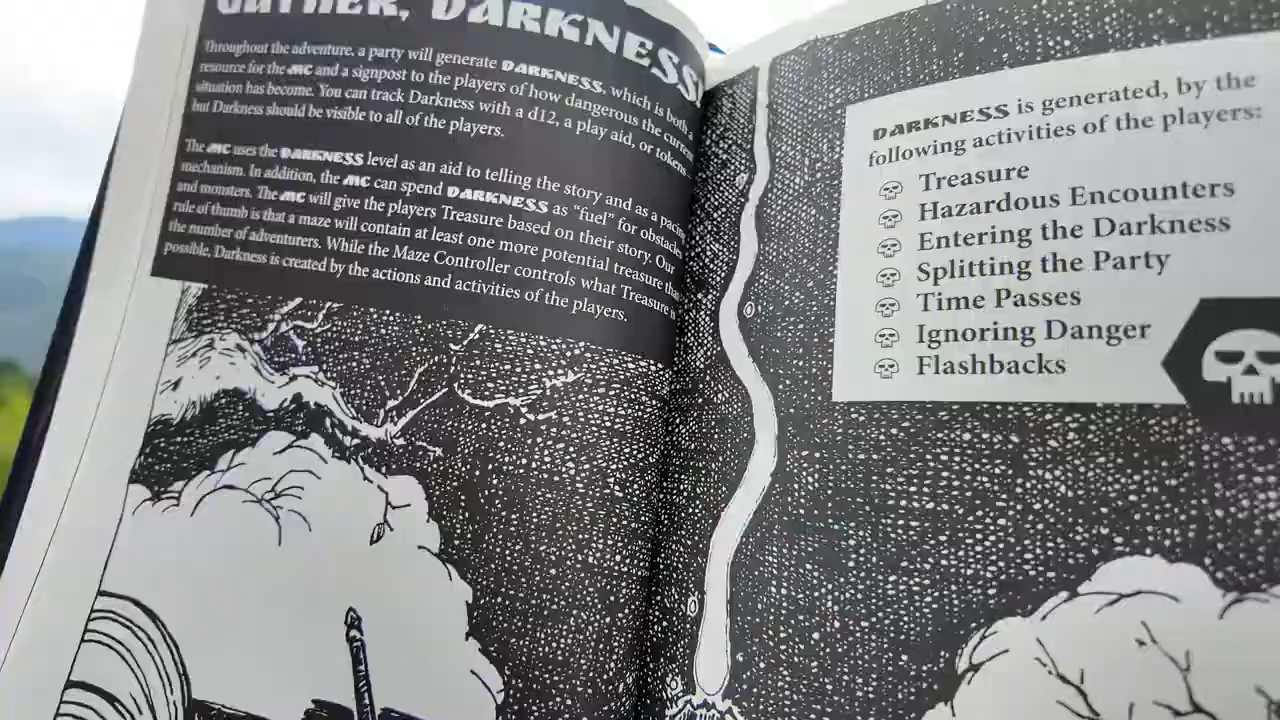 GATHER, DARKNESS!
Throughout the adventure, a party will generate DARKNESS, which is both a
resource for the MC and a signpost to the players of how dangerous the current
situation has become. You can track Darkness with a d12, a play aid, or tokens
but Darkness should be visible to all of the players.
The MC uses the DARKNESS level as an aid to telling the story and as a pacing
mechanism. In addition, the MC can spend DARKNESS as "fuel" for obstacles
and monsters. The MC will give the players Treasure based on their story. Our
rule of thumb is that a maze will contain at least one more potential treasure than
the number of adventurers. While the Maze Controller controls what Treasure is
possible, Darkness is created by the actions and activities of the players.
DARKNESS is generated, by the
following activities of the players:
Treasure
Hazardous Encounters
Entering the Darkness
Splitting the Party
Time Passes
Ignoring Danger
Flashbacks